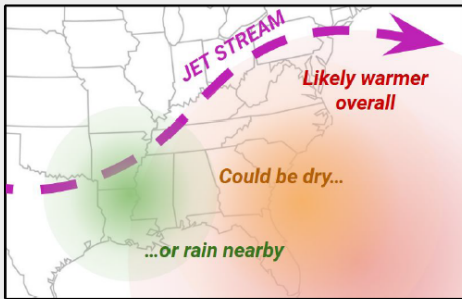 JET STREAM
Likely warmer
overall
Could be dry...
...or rain nearby